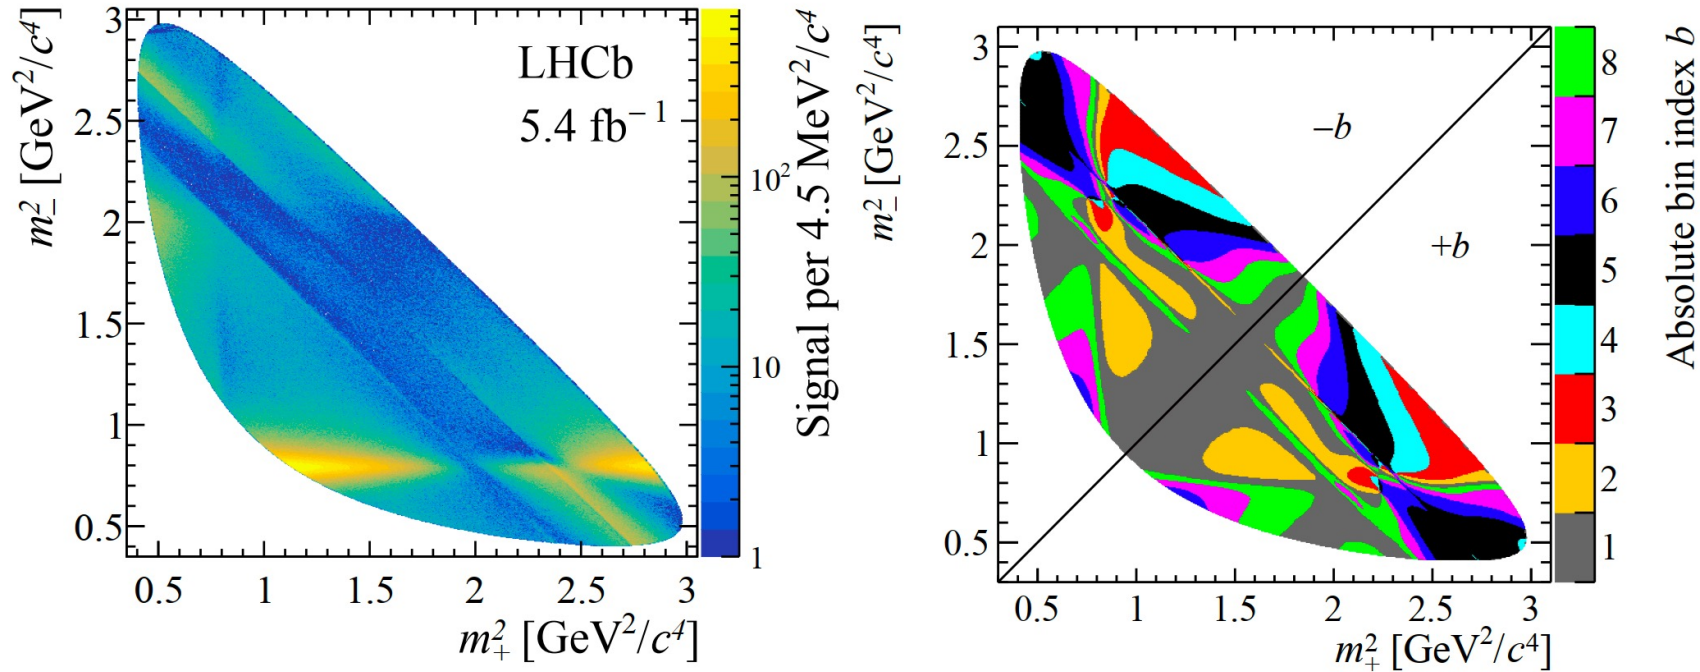 LHCb
5.4 fb⁻¹
3
2.5
2
1.5
1
0.5
m²₋ [GeV²/c⁴]
0.5 1 1.5 2 2.5 3
m²₊ [GeV²/c⁴]
10²
10
1
Signal per 4.5 MeV²/c⁴
3
2.5
2
1.5
1
0.5
m²₋ [GeV²/c⁴]
–b
+b
0.5 1 1.5 2 2.5 3
m²₊ [GeV²/c⁴]
8
7
6
5
4
3
2
1
Absolute bin index b